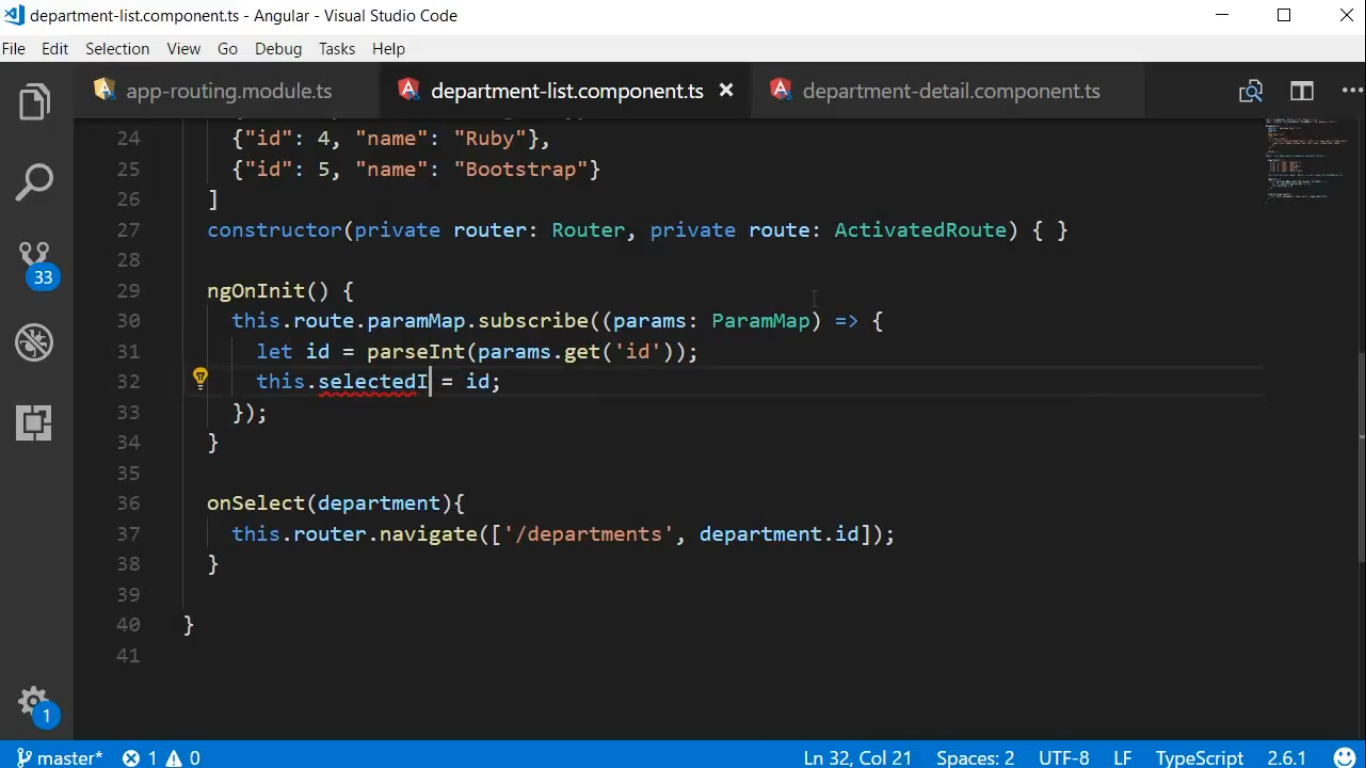 department-list.component.ts - Angular - Visual Studio Code
File Edit Selection View Go Debug Tasks Help
app-routing.module.ts department-list.component.ts department-detail.component.ts
24 {"id": 4, "name": "Ruby"},
25 {"id": 5, "name": "Bootstrap"}
26 ]
27 constructor(private router: Router, private route: ActivatedRoute) { }
28
29 ngOnInit() {
30 this.route.paramMap.subscribe((params: ParamMap) => {
31 let id = parseInt(params.get('id'));
32 this.selectedI = id;
33 });
34 }
35
36 onSelect(department){
37 this.router.navigate(['/departments', department.id]);
38 }
39
40 }
41
33
1
master* 1 0 Ln 32, Col 21 Spaces: 2 UTF-8 LF TypeScript 2.6.1